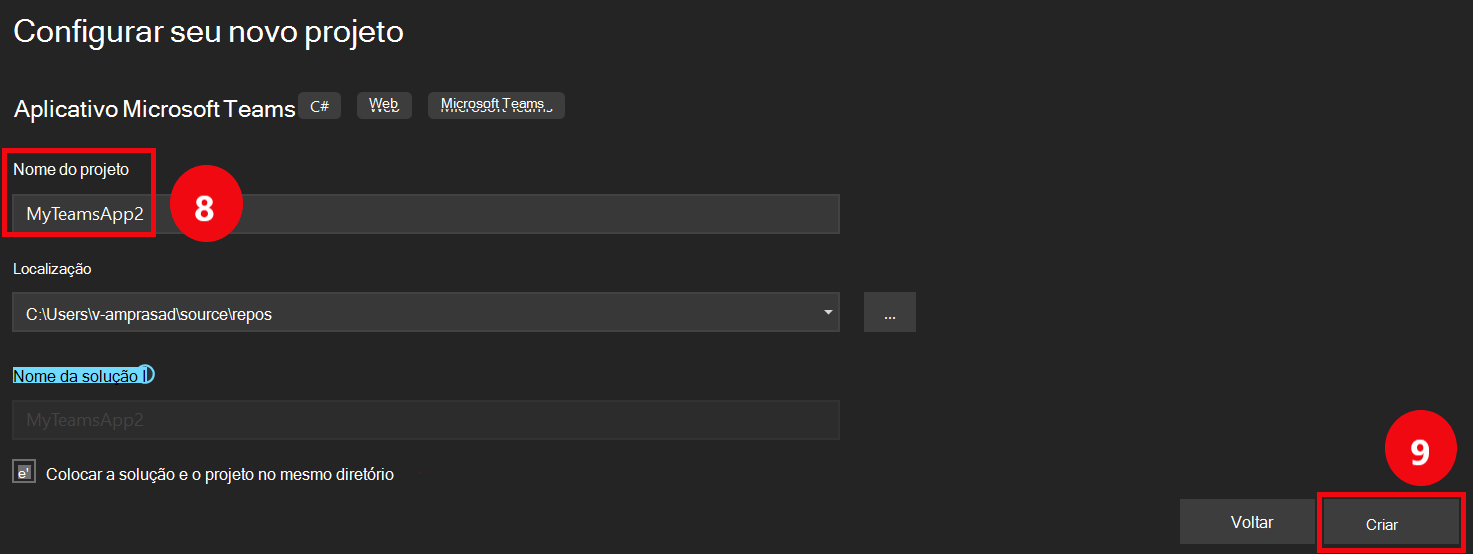 Configurar seu novo projeto
Aplicativo Microsoft Teams C# Web Microsoft Teams
Nome do projeto
MyTeamsApp2
8
Localização
C:\Users\v-amprasad\source\repos
...
Nome da solução
MyTeamsApp2
Colocar a solução e o projeto no mesmo diretório
9
Voltar
Criar